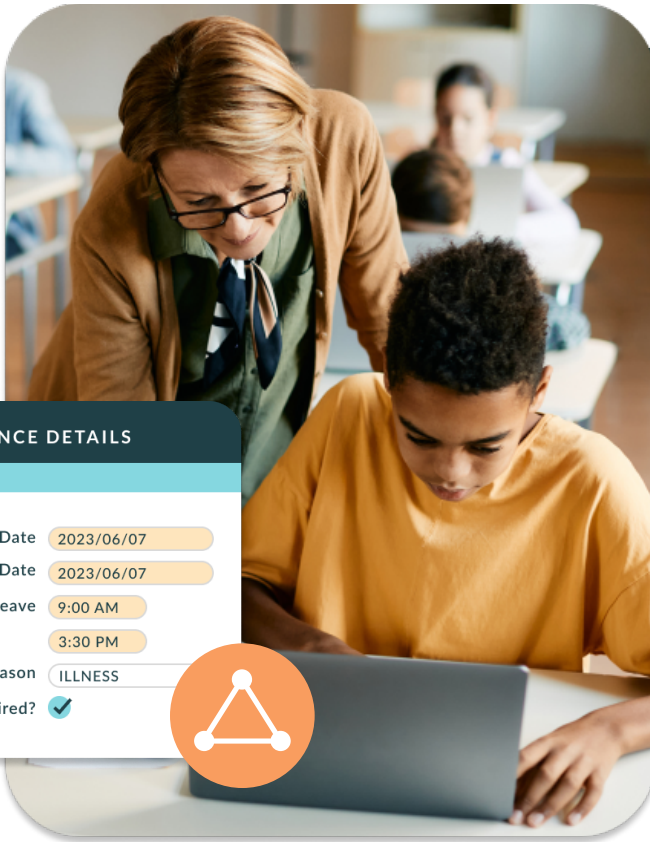 NCE DETAILS
Date 2023/06/07
Date 2023/06/07
eave 9:00 AM
3:30 PM
ason ILLNESS
ired?